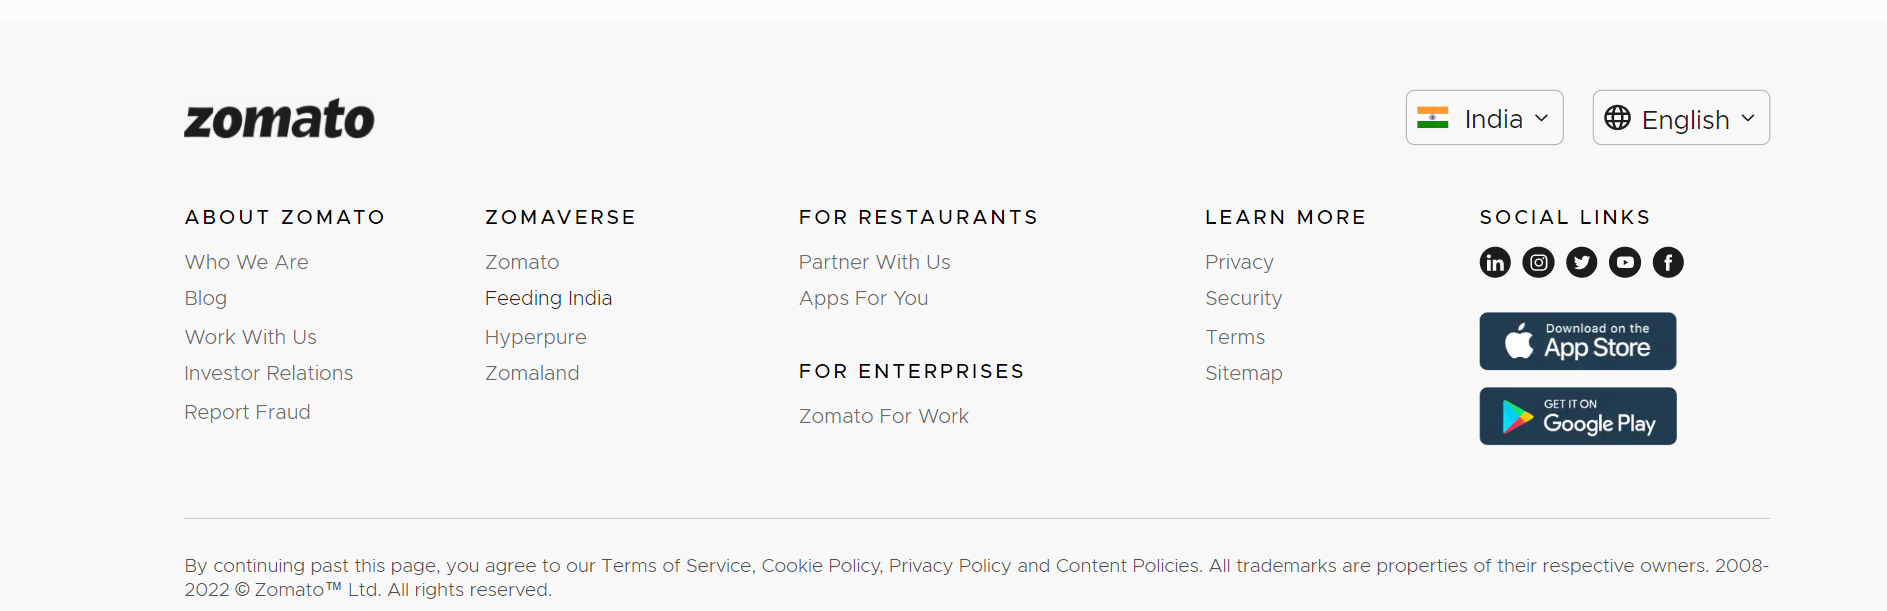 zomato
India
English
ABOUT ZOMATO
Who We Are
Blog
Work With Us
Investor Relations
Report Fraud
ZOMAVERSE
Zomato
Feeding India
Hyperpure
Zomaland
FOR RESTAURANTS
Partner With Us
Apps For You
FOR ENTERPRISES
Zomato For Work
LEARN MORE
Privacy
Security
Terms
Sitemap
SOCIAL LINKS
Download on the
App Store
GET IT ON
Google Play
By continuing past this page, you agree to our Terms of Service, Cookie Policy, Privacy Policy and Content Policies. All trademarks are properties of their respective owners. 2008-
2022 © Zomato™ Ltd. All rights reserved.